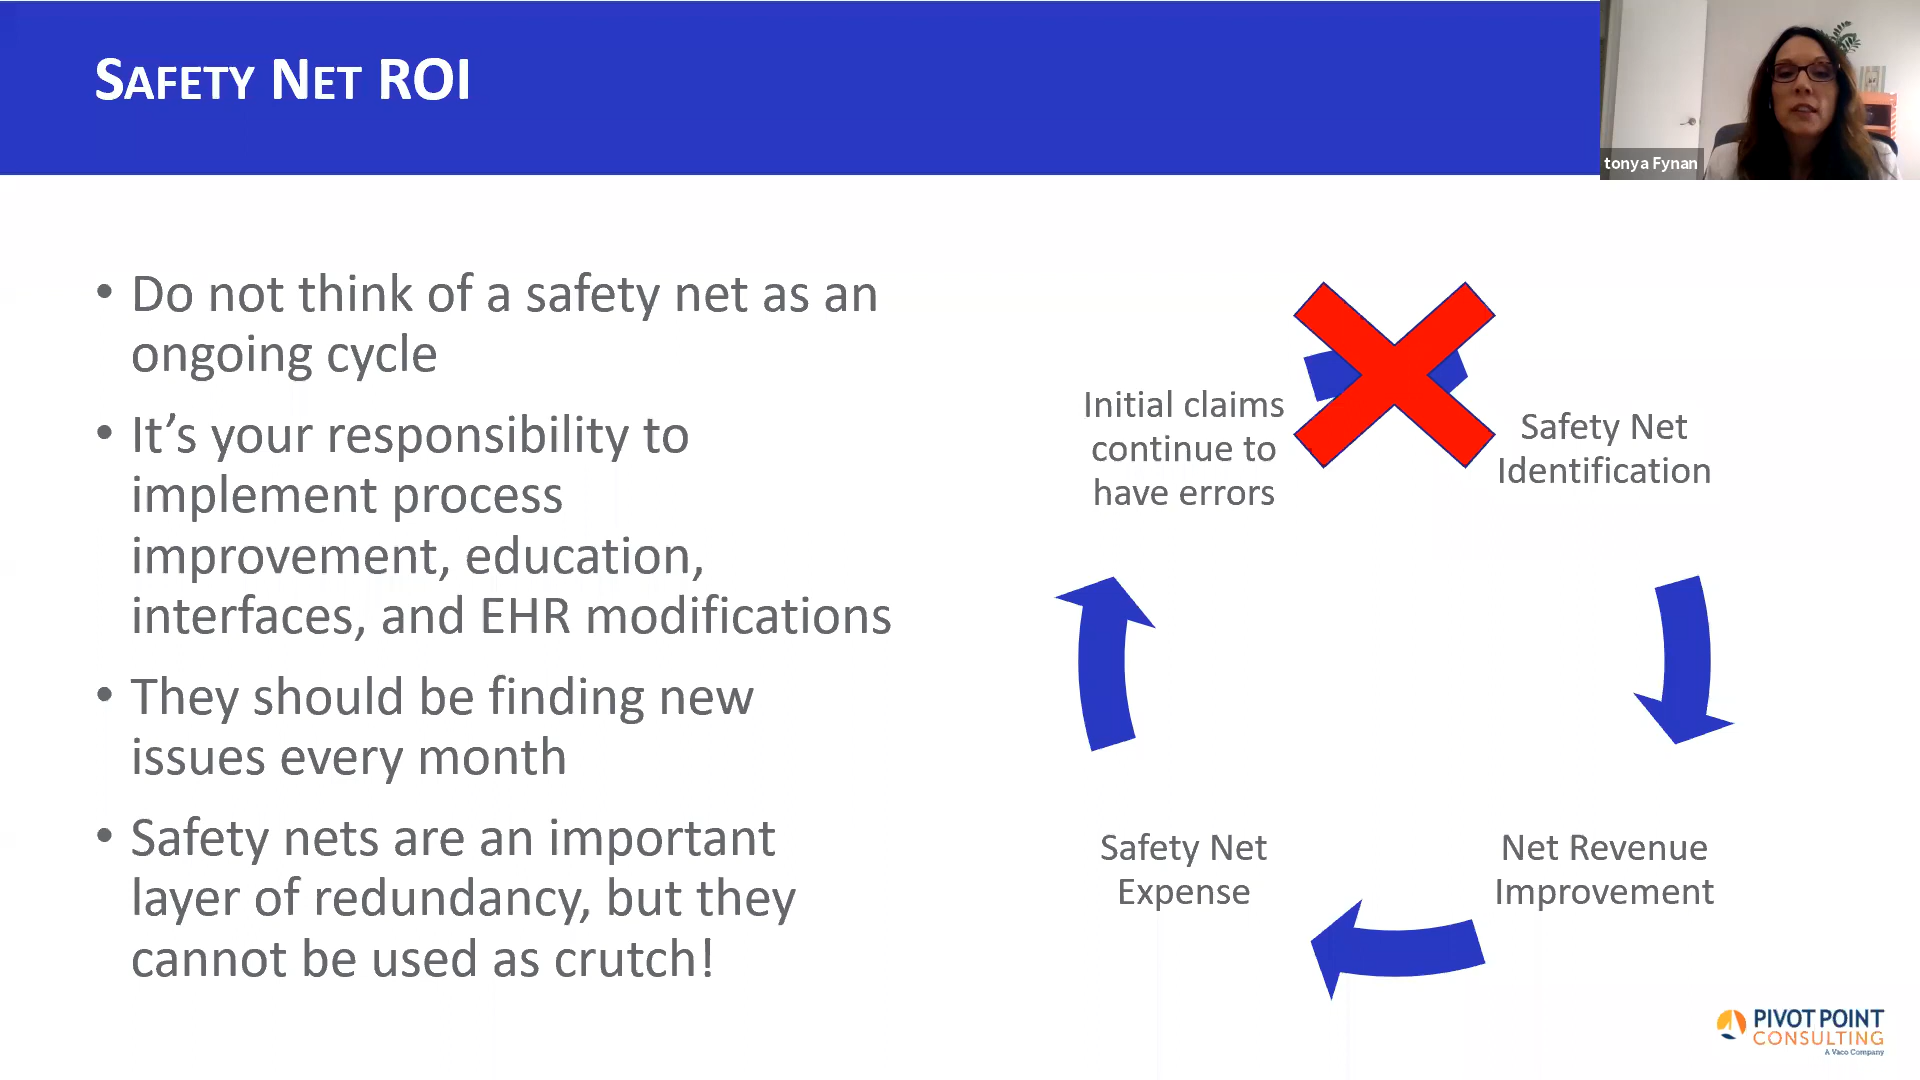 SAFETY NET ROI
tonya Fynan
• Do not think of a safety net as an
ongoing cycle
• It’s your responsibility to
implement process
improvement, education,
interfaces, and EHR modifications
• They should be finding new
issues every month
• Safety nets are an important
layer of redundancy, but they
cannot be used as crutch!
Initial claims
continue to
have errors
Safety Net
Identification
Net Revenue
Improvement
Safety Net
Expense
PIVOT POINT
CONSULTING
A Vaco Company